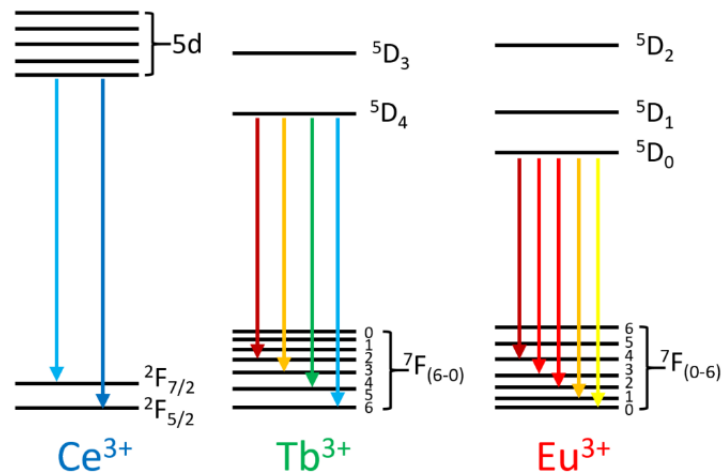 5d
²F₇/₂
²F₅/₂
Ce³⁺
⁵D₃
⁵D₄
0
1
2
3
4
5
6
⁷F₍₆₋₀₎
Tb³⁺
⁵D₂
⁵D₁
⁵D₀
6
5
4
3
2
1
0
⁷F₍₀₋₆₎
Eu³⁺